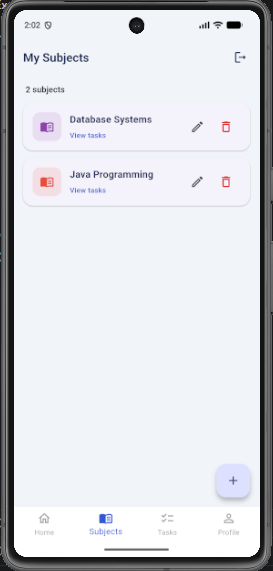 2:02
My Subjects
2 subjects
Database Systems
View tasks
Java Programming
View tasks
+
Home
Subjects
Tasks
Profile